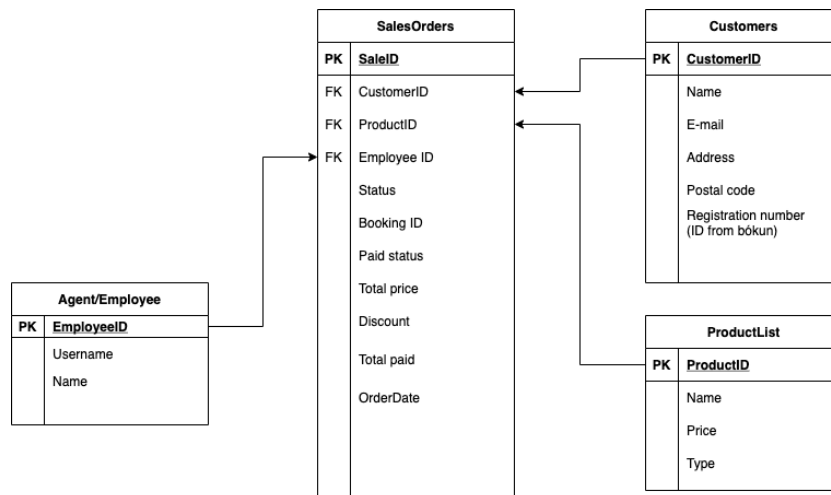 SalesOrders
PK SaleID
FK CustomerID
FK ProductID
FK Employee ID
Status
Booking ID
Paid status
Total price
Discount
Total paid
OrderDate
Customers
PK CustomerID
Name
E-mail
Address
Postal code
Registration number
(ID from bókun)
Agent/Employee
PK EmployeeID
Username
Name
ProductList
PK ProductID
Name
Price
Type